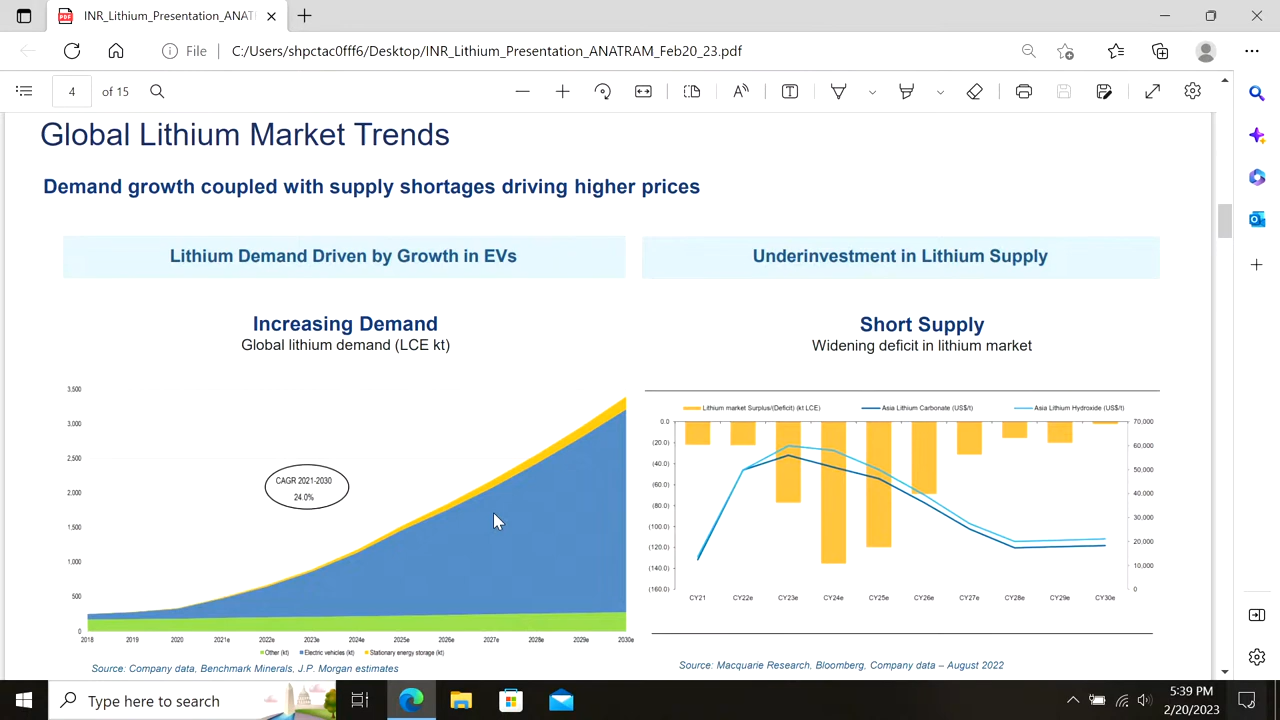 INR_Lithium_Presentation_ANAT
File
C:/Users/shpctac0fff6/Desktop/INR_Lithium_Presentation_ANATRAM_Feb20_23.pdf
4 of 15
Global Lithium Market Trends
Demand growth coupled with supply shortages driving higher prices
Lithium Demand Driven by Growth in EVs
Underinvestment in Lithium Supply
Increasing Demand
Global lithium demand (LCE kt)
3,500
3,000
2,500
2,000
1,500
1,000
500
0
CAGR 2021-2030
24.0%
2018 2019 2020 2021e 2022e 2023e 2024e 2025e 2026e 2027e 2028e 2029e 2030e
Other (kt) Electric vehicles (kt) Stationary energy storage (kt)
Source: Company data, Benchmark Minerals, J.P. Morgan estimates
Short Supply
Widening deficit in lithium market
Lithium market Surplus/(Deficit) (kt LCE) Asia Lithium Carbonate (US$/t) Asia Lithium Hydroxide (US$/t)
0.0 70,000
(20.0) 60,000
(40.0) 50,000
(60.0) 40,000
(80.0)
(100.0) 30,000
(120.0) 20,000
(140.0) 10,000
(160.0) 0
CY21 CY22e CY23e CY24e CY25e CY26e CY27e CY28e CY29e CY30e
Source: Macquarie Research, Bloomberg, Company data – August 2022
Type here to search
5:39 PM
2/20/2023